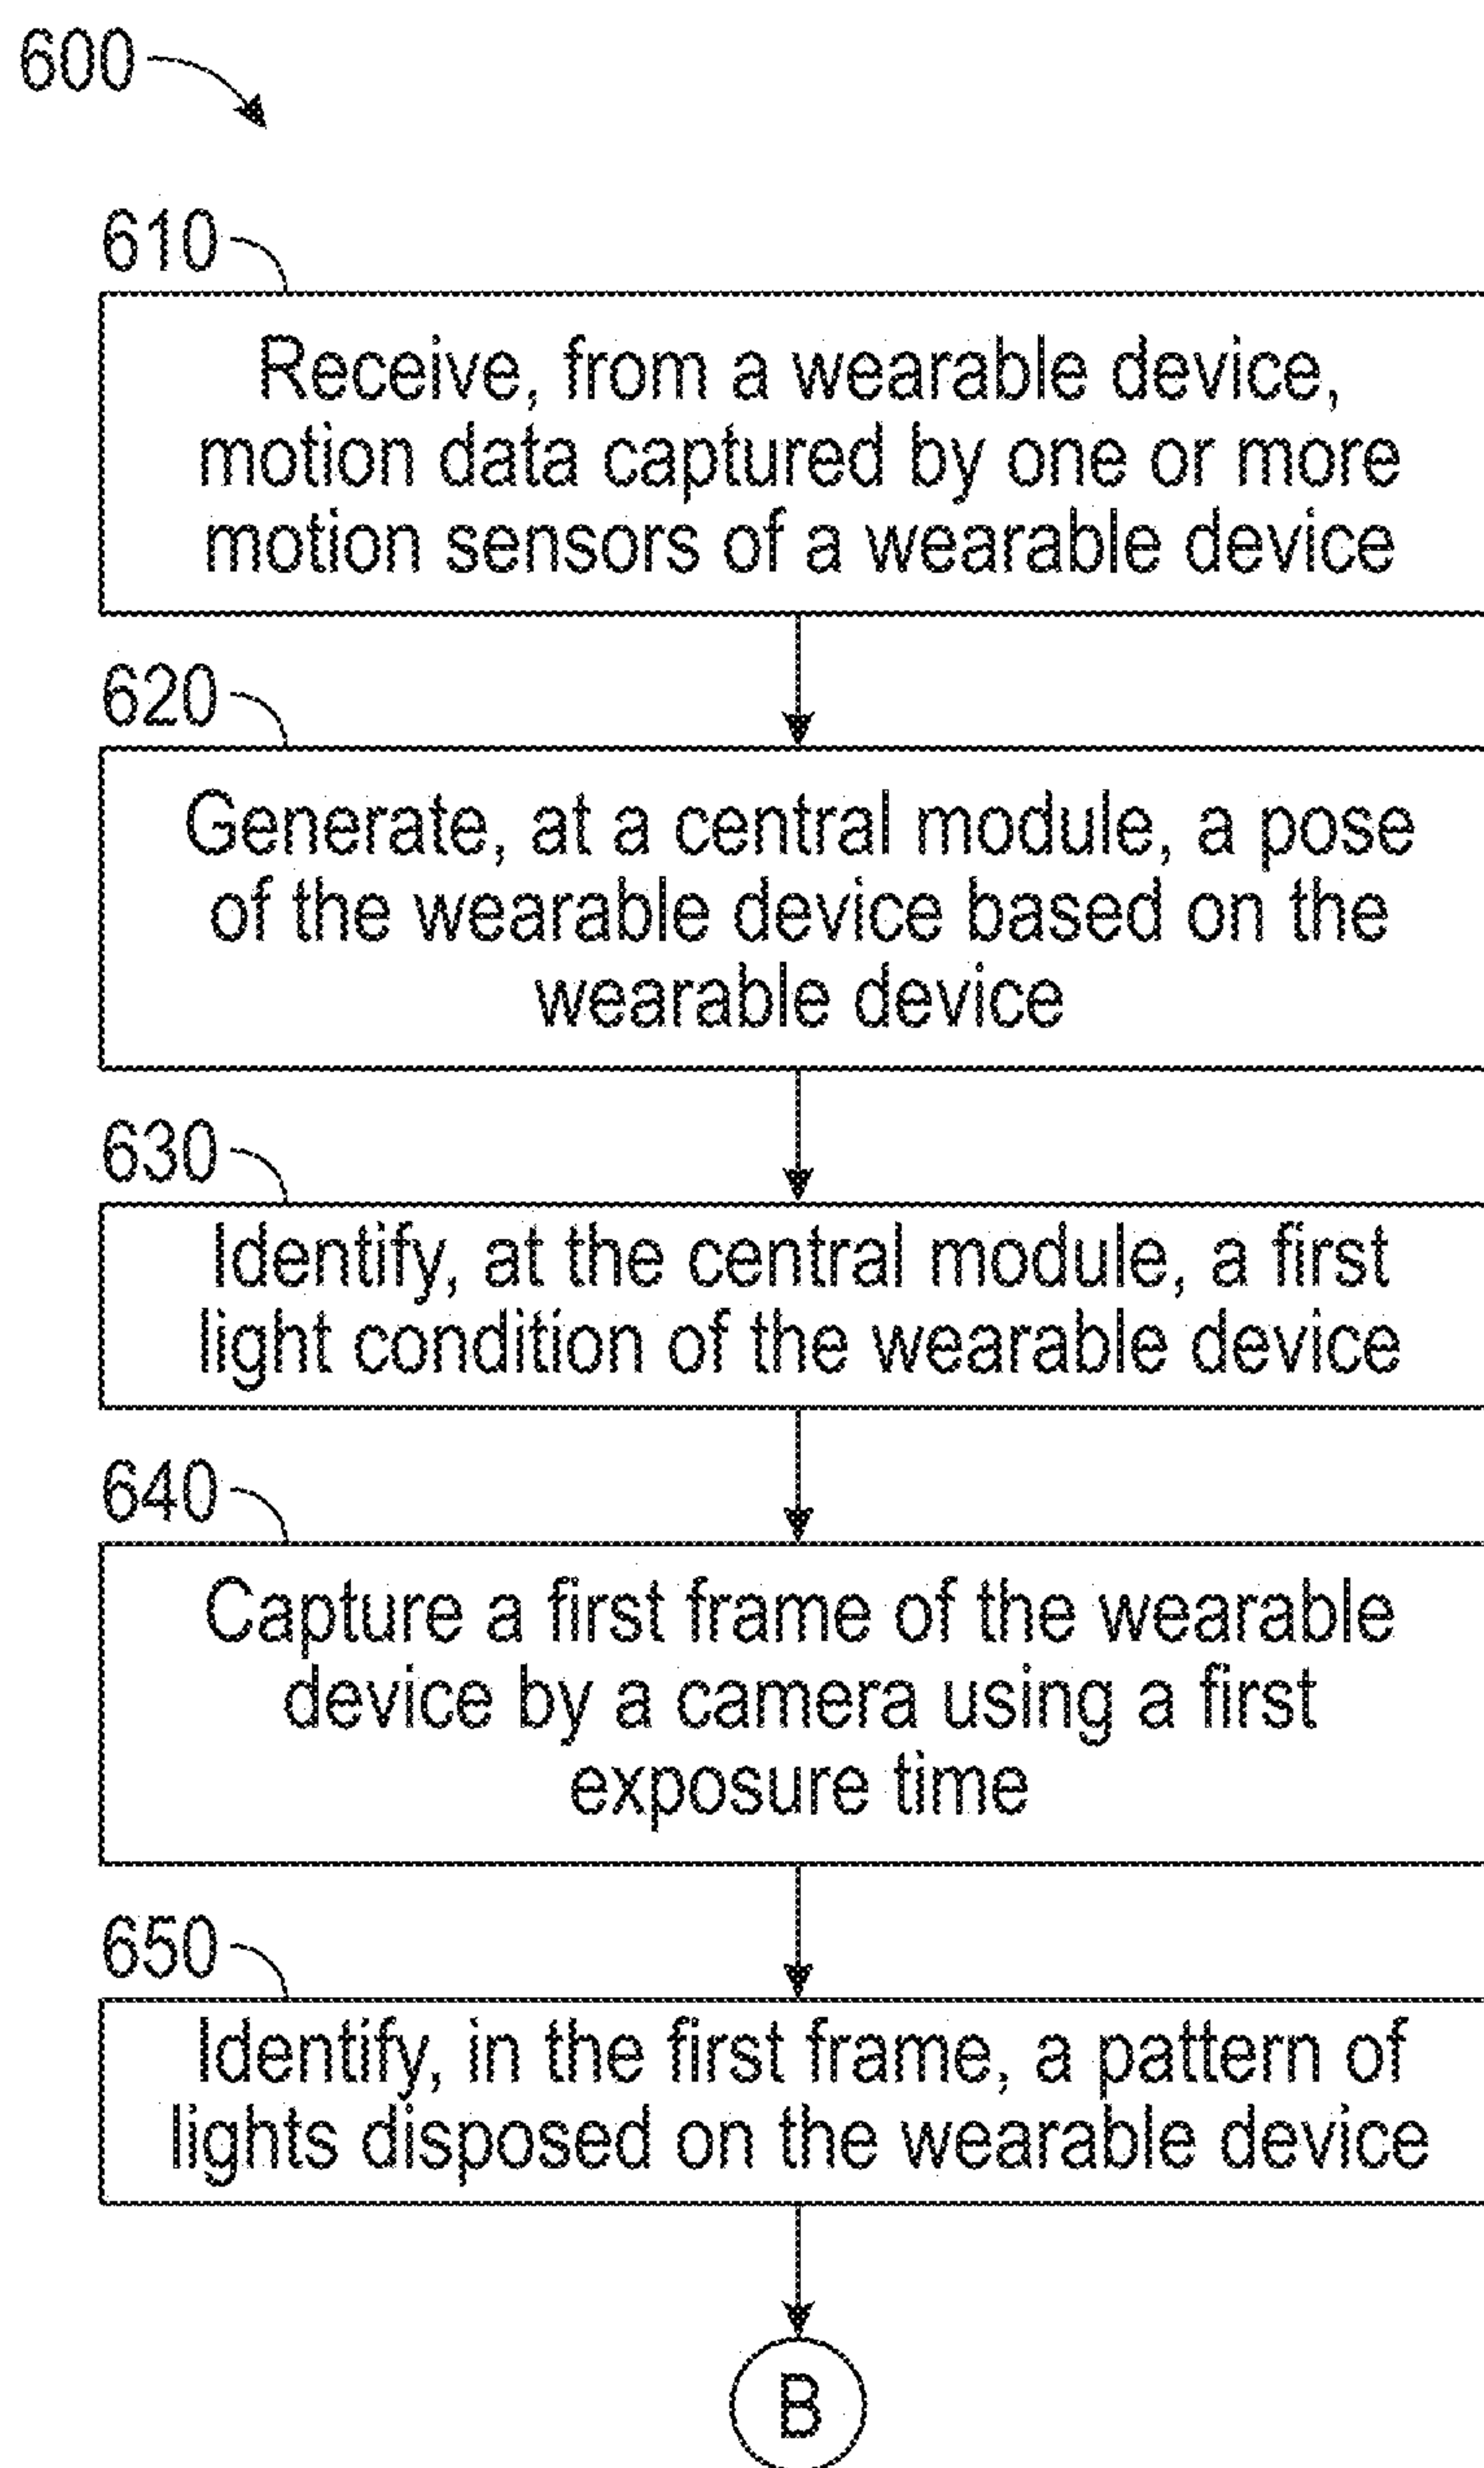 600
610
Receive, from a wearable device,
motion data captured by one or more
motion sensors of a wearable device
620
Generate, at a central module, a pose
of the wearable device based on the
wearable device
630
Identify, at the central module, a first
light condition of the wearable device
640
Capture a first frame of the wearable
device by a camera using a first
exposure time
650
Identify, in the first frame, a pattern of
lights disposed on the wearable device
B